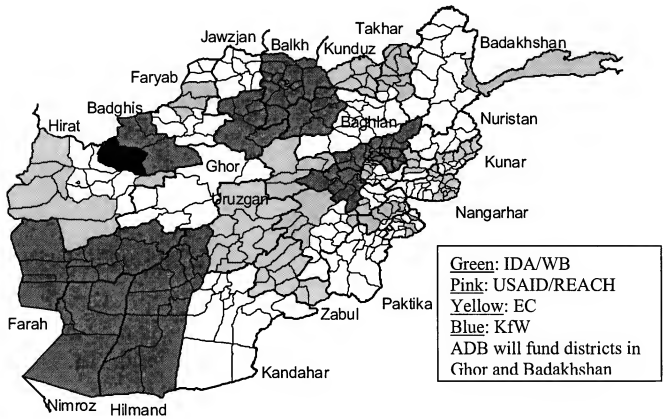 Takhar
Jawzjan
Balkh
Kunduz
Badakhshan
Faryab
Badghis
Hirat
Baghlan
Nuristan
Ghor
Kunar
Uruzgan
Nangarhar
Green: IDA/WB
Pink: USAID/REACH
Yellow: EC
Blue: KfW
ADB will fund districts in
Ghor and Badakhshan
Paktika
Zabul
Farah
Kandahar
Nimroz
Hilmand